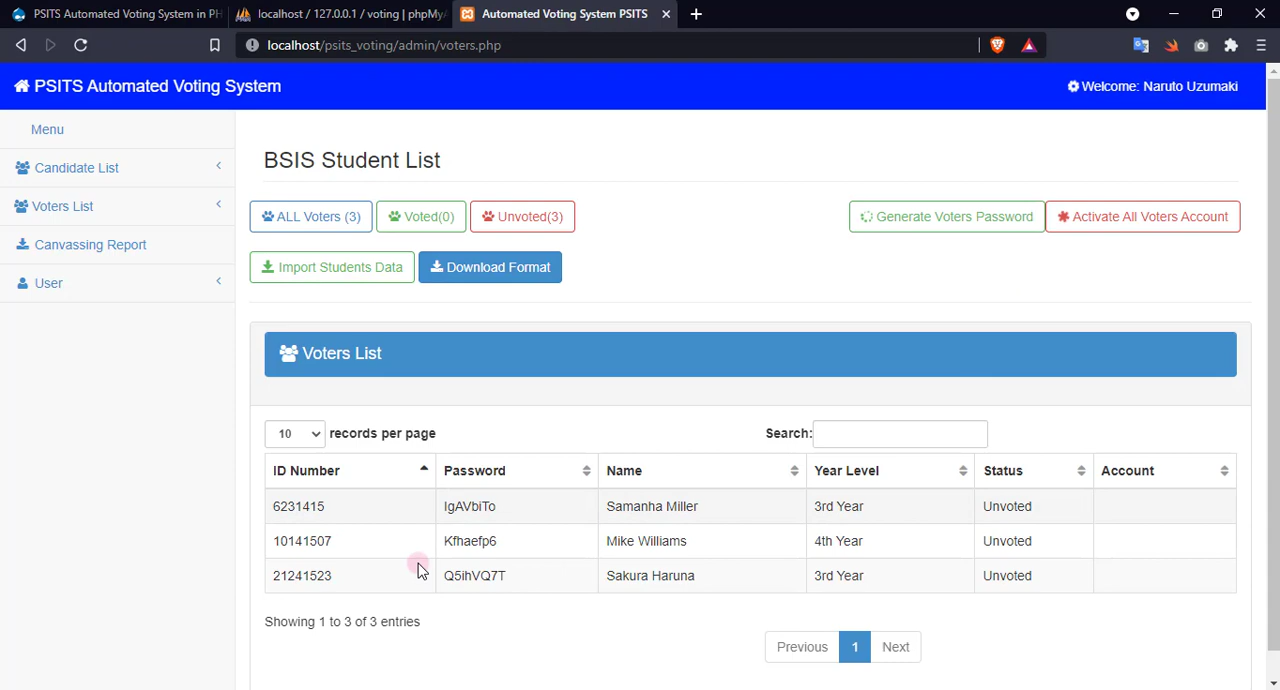 PSITS Automated Voting System in PH
localhost / 127.0.0.1 / voting | phpMy
Automated Voting System PSITS
localhost/psits_voting/admin/voters.php
PSITS Automated Voting System
Welcome: Naruto Uzumaki
Menu
Candidate List
Voters List
Canvassing Report
User
BSIS Student List
ALL Voters (3)
Voted(0)
Unvoted(3)
Generate Voters Password
Activate All Voters Account
Import Students Data
Download Format
Voters List
10 records per page
Search:
ID Number Password Name Year Level Status Account
6231415 IgAVbiTo Samanha Miller 3rd Year Unvoted
10141507 Kfhaefp6 Mike Williams 4th Year Unvoted
21241523 Q5ihVQ7T Sakura Haruna 3rd Year Unvoted
Showing 1 to 3 of 3 entries
Previous 1 Next